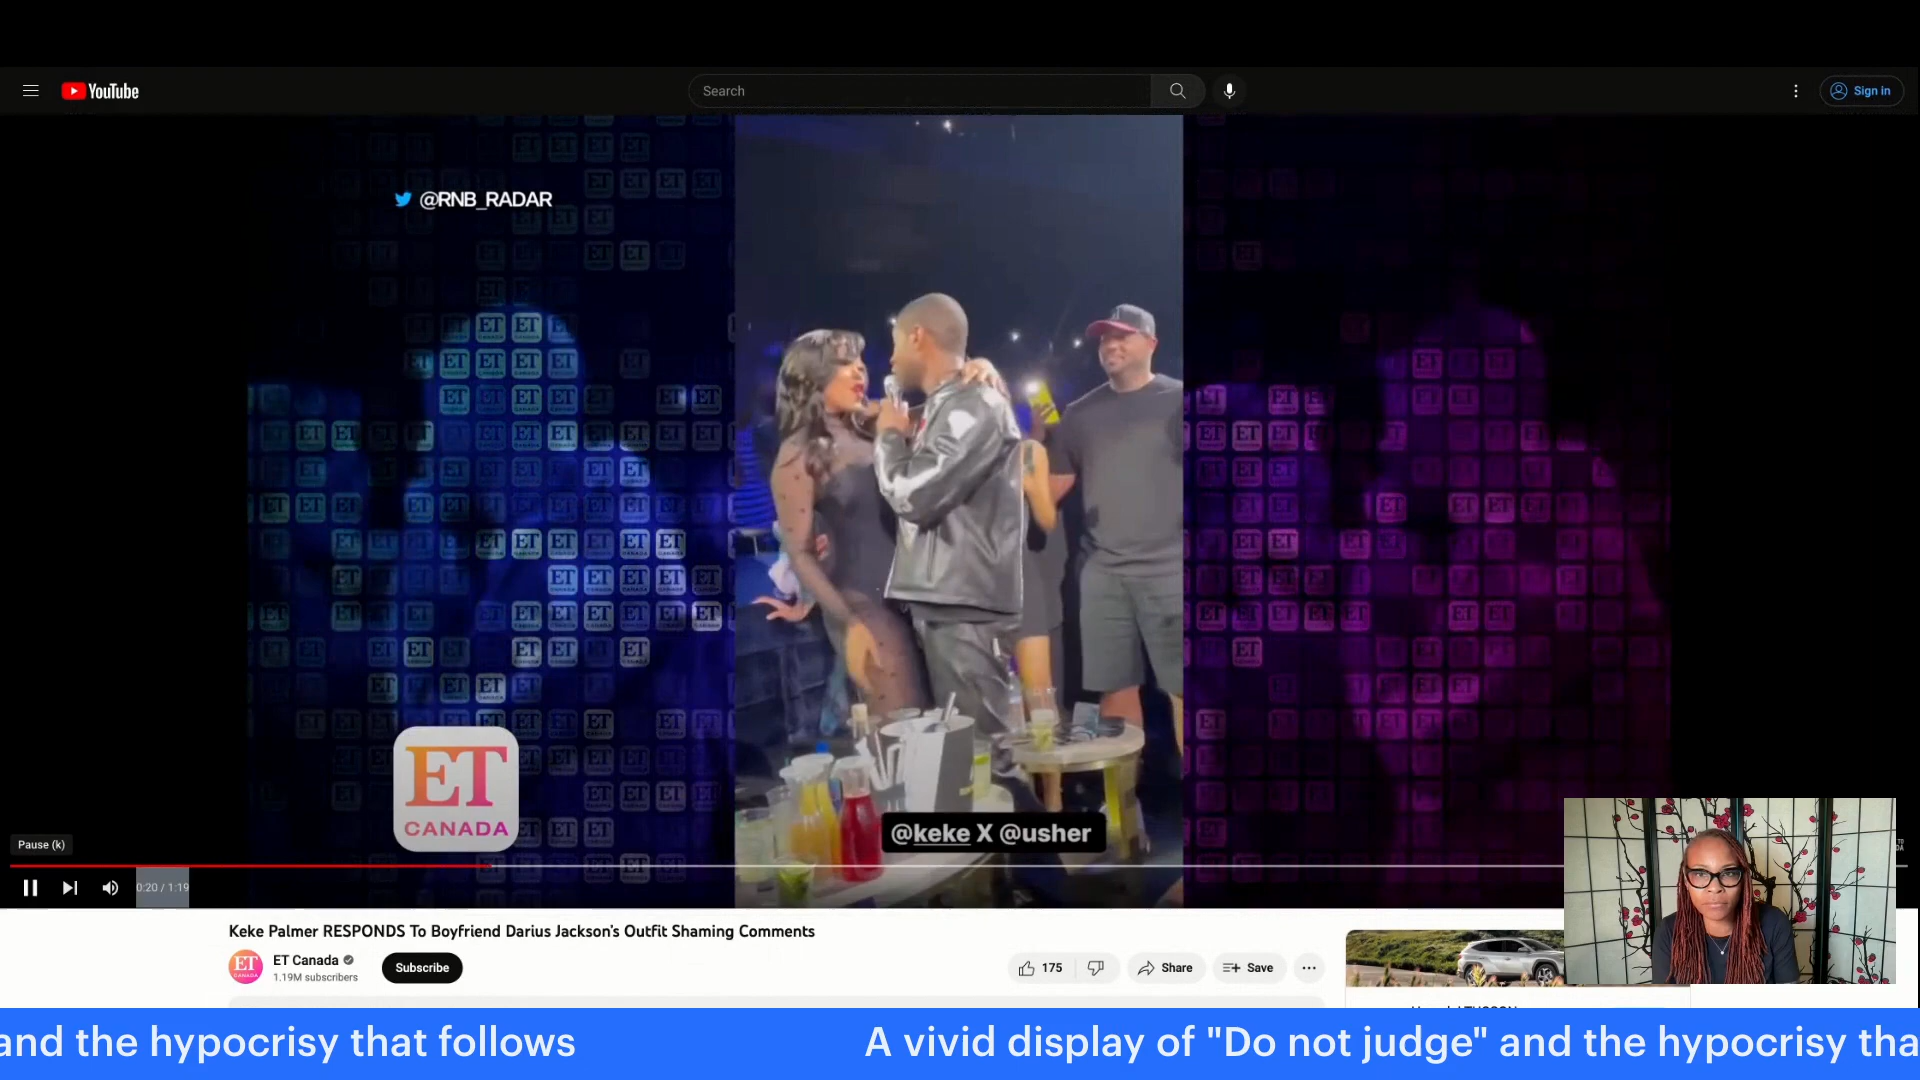 YouTube
Search
Sign in
@RNB_RADAR
ET
CANADA
@keke X @usher
Pause (k)
0:20 / 1:19
Keke Palmer RESPONDS To Boyfriend Darius Jackson's Outfit Shaming Comments
ET
ET Canada
1.19M subscribers
Subscribe
175
Share
Save
and the hypocrisy that follows
A vivid display of "Do not judge" and the hypocrisy tha